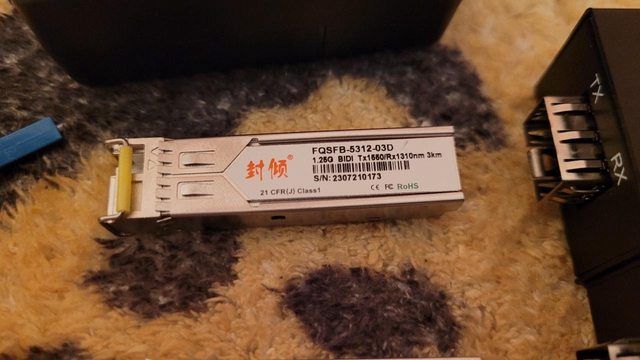 封倾®
FQSFB-5312-03D
1.25G BIDI Tx1550/Rx1310nm 3km
S/N: 2307210173
21 CFR(J) Class1
CE FC RoHS
TX
RX